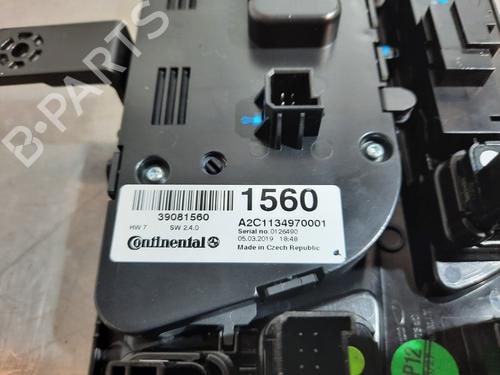 B-PARTS
39081560
1560
HW 7 SW 2.4.0
A2C1134970001
Serial no.0126490
05.03.2019 18:48
Continental
Made in Czech Republic
P12